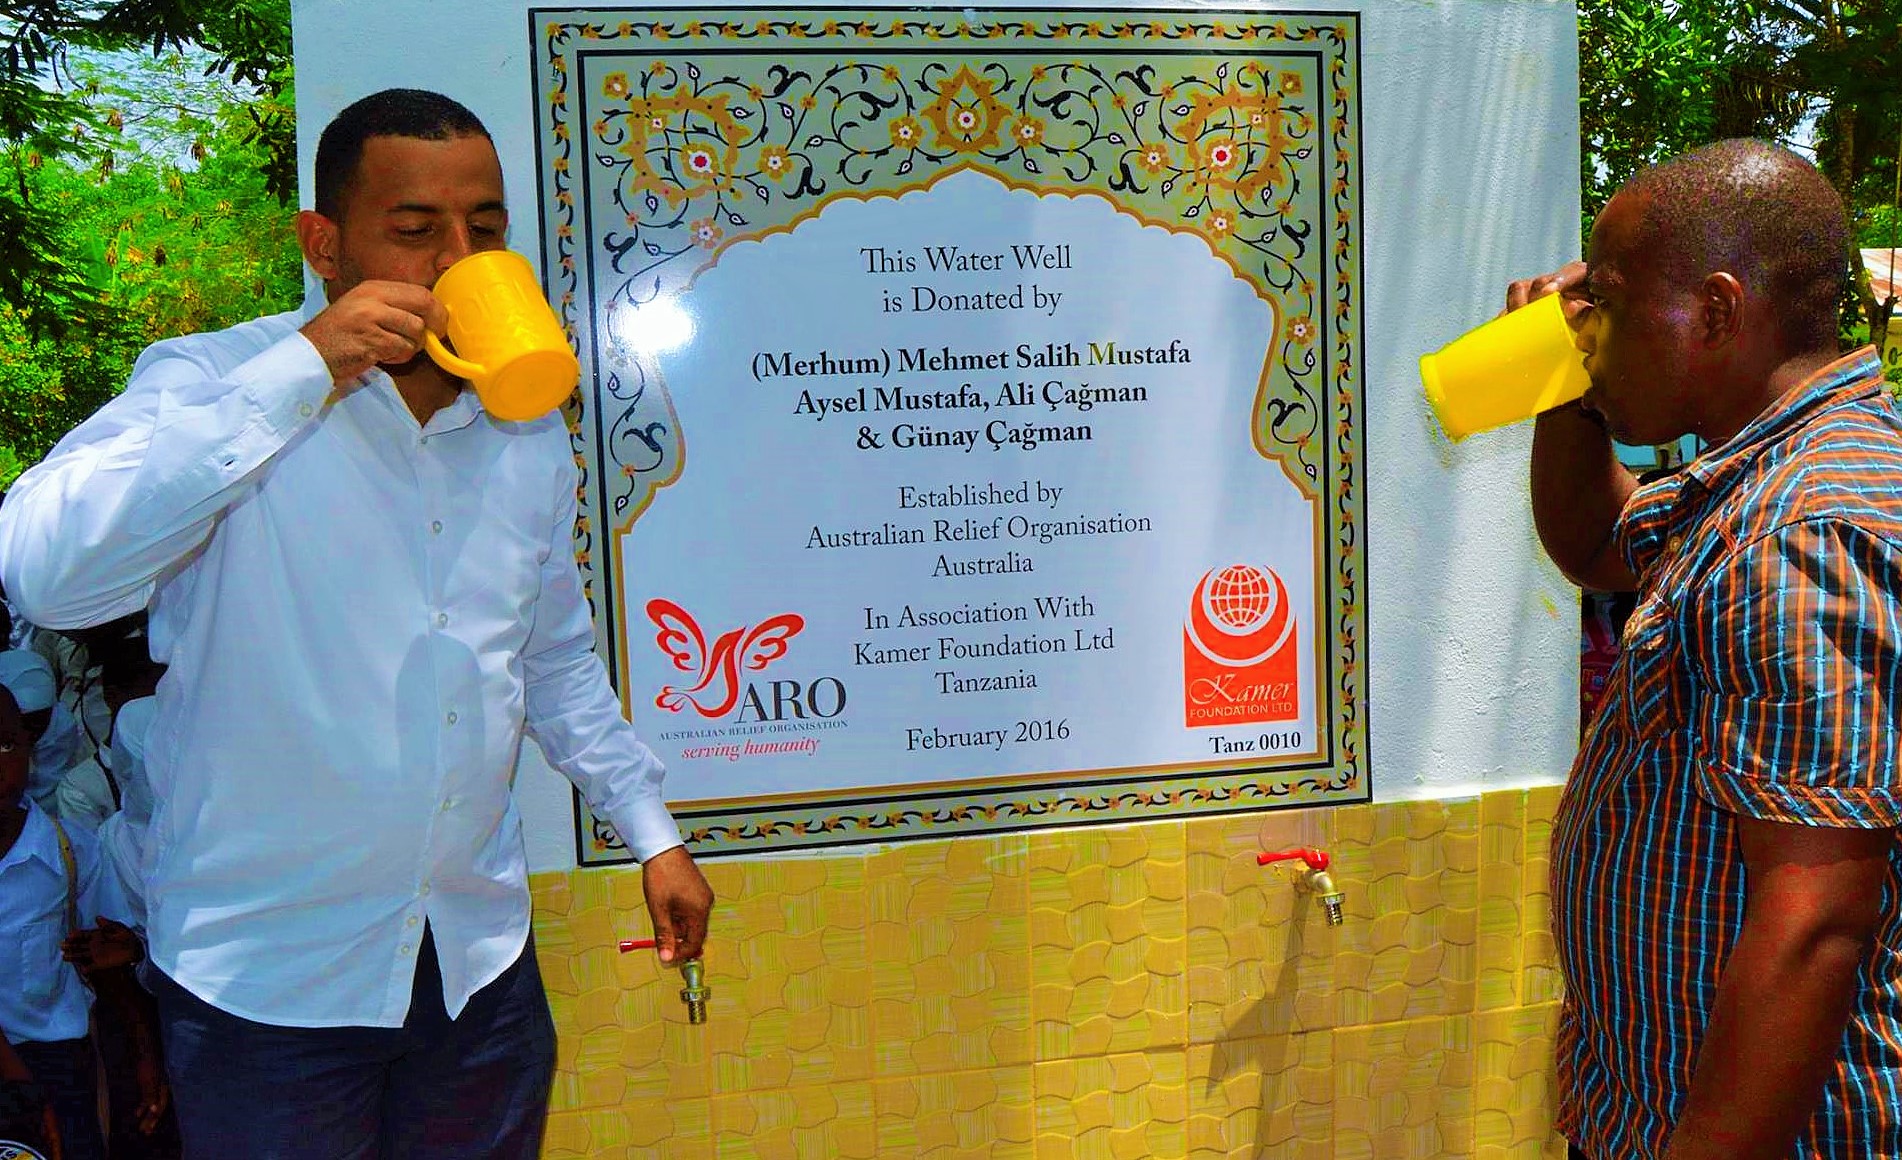 This Water Well
is Donated by
(Merhum) Mehmet Salih Mustafa
Aysel Mustafa, Ali Çağman
& Günay Çağman
Established by
Australian Relief Organisation
Australia
In Association With
Kamer Foundation Ltd
Tanzania
February 2016
ARO
AUSTRALIAN RELIEF ORGANISATION
serving humanity
Kamer
FOUNDATION LTD.
Tanz 0010